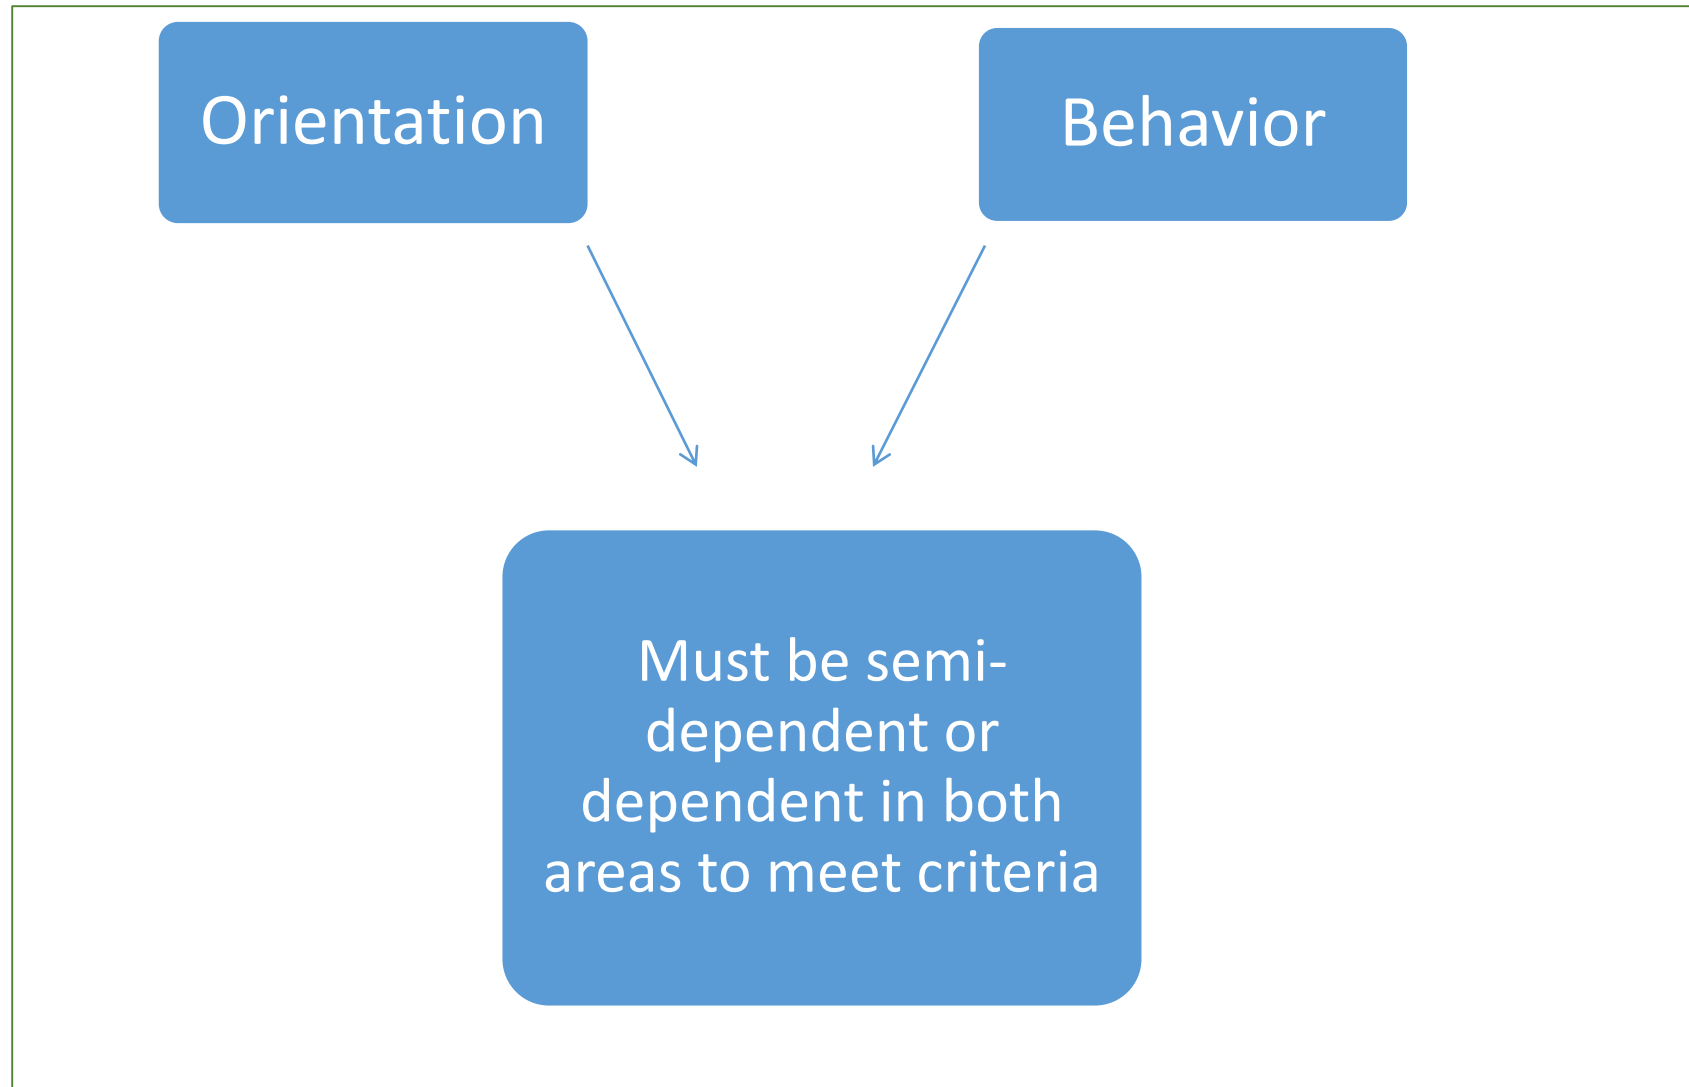 Orientation
Behavior
Must be semi-
dependent or
dependent in both
areas to meet criteria